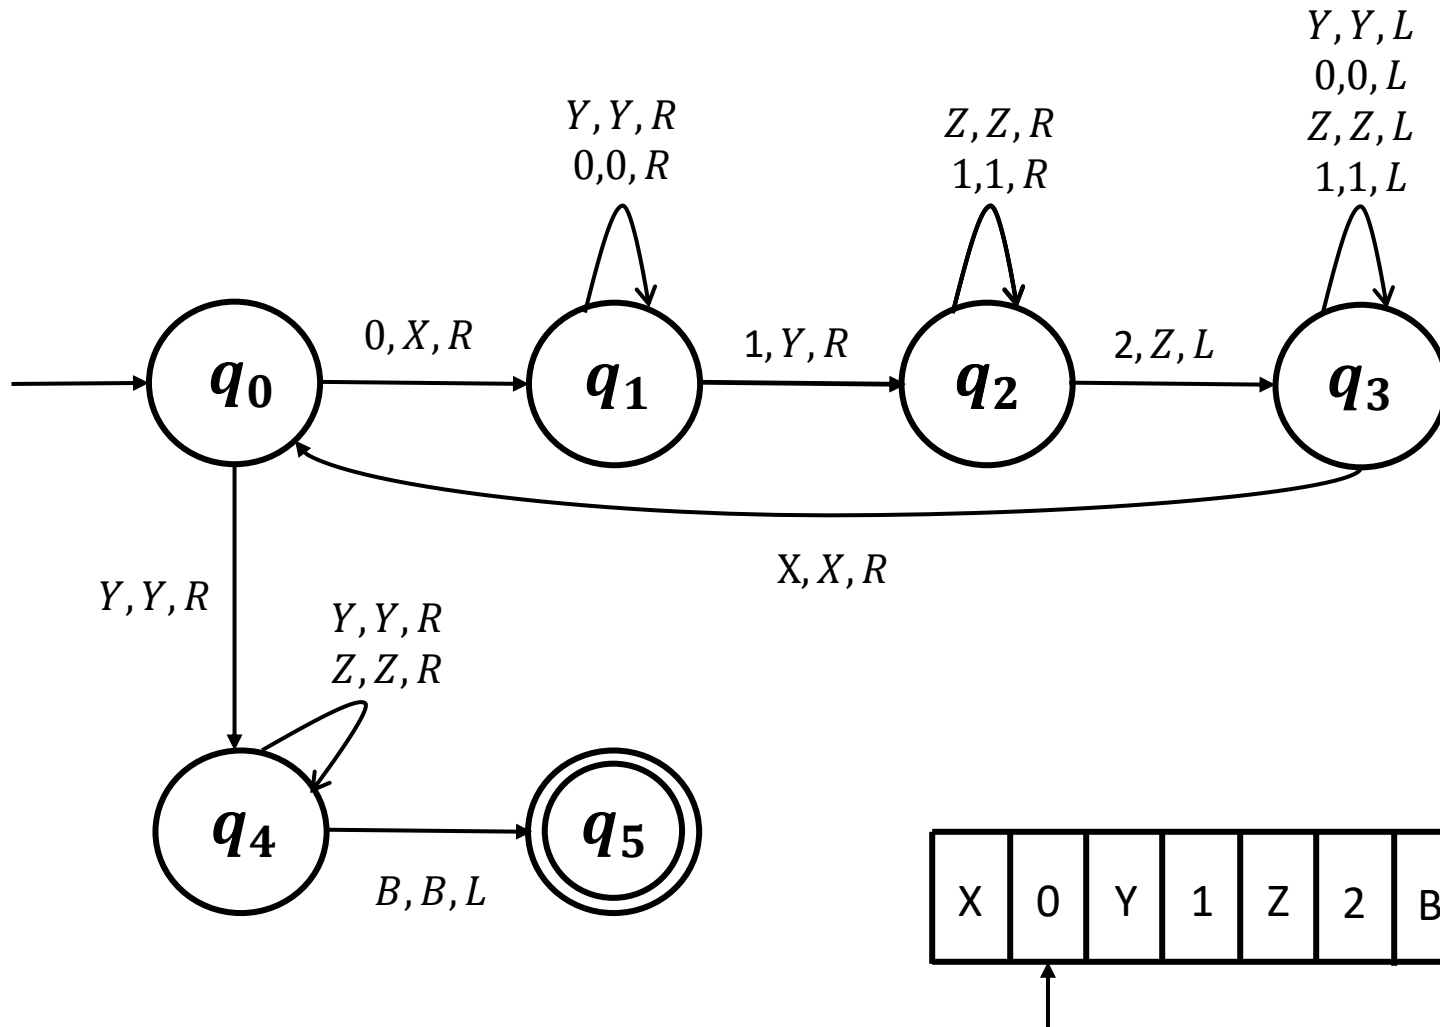 Y, Y, L
0,0, L
Z, Z, L
1,1, L
Y, Y, R
0,0, R
Z, Z, R
1,1, R
0, X, R
1, Y, R
2, Z, L
q0
q1
q2
q3
X, X, R
Y, Y, R
Y, Y, R
Z, Z, R
q4
q5
B, B, L
X 0 Y 1 Z 2 B